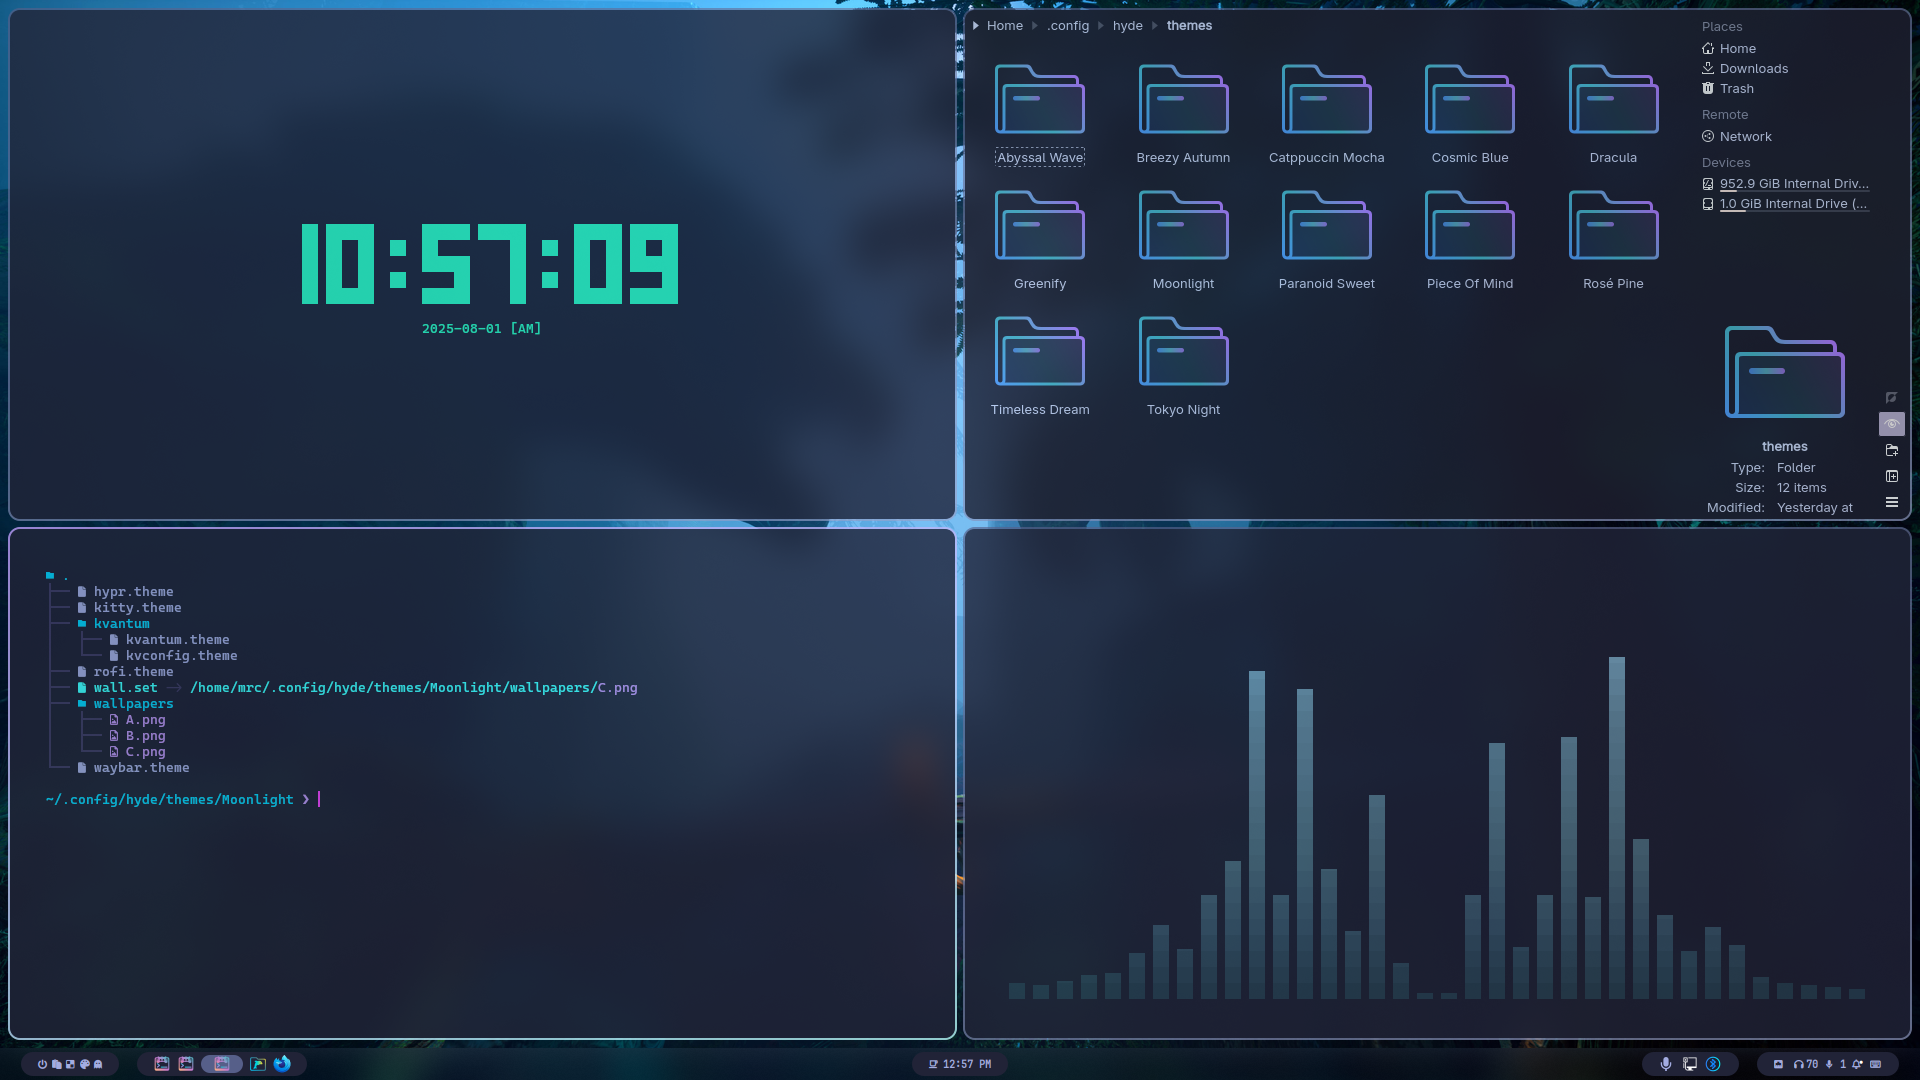 10:57:09
2025-08-01 [AM]
Home .config hyde themes
Abyssal Wave
Breezy Autumn
Catppuccin Mocha
Cosmic Blue
Dracula
Greenify
Moonlight
Paranoid Sweet
Piece Of Mind
Rosé Pine
Timeless Dream
Tokyo Night
Places
Home
Downloads
Trash
Remote
Network
Devices
952.9 GiB Internal Driv...
1.0 GiB Internal Drive (...
themes
Type: Folder
Size: 12 items
Modified: Yesterday at
.
hypr.theme
kitty.theme
kvantum
kvantum.theme
kvconfig.theme
rofi.theme
wall.set → /home/mrc/.config/hyde/themes/Moonlight/wallpapers/C.png
wallpapers
A.png
B.png
C.png
waybar.theme
~/.config/hyde/themes/Moonlight ❯
12:57 PM
70
1